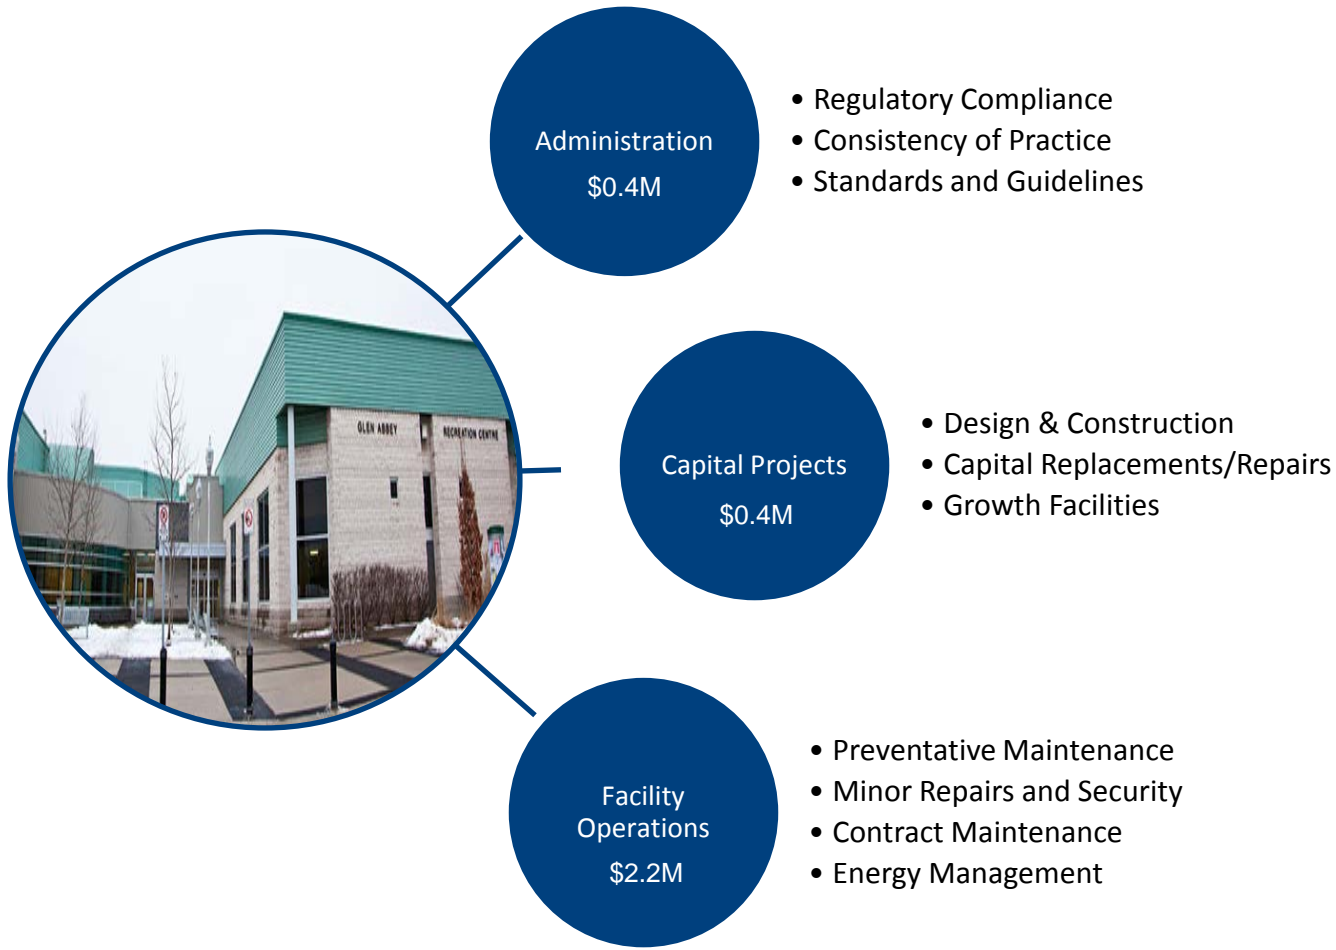 Administration
$0.4M
• Regulatory Compliance
• Consistency of Practice
• Standards and Guidelines
GLEN ABBEY
RECREATION CENTRE
Capital Projects
$0.4M
• Design & Construction
• Capital Replacements/Repairs
• Growth Facilities
Facility
Operations
$2.2M
• Preventative Maintenance
• Minor Repairs and Security
• Contract Maintenance
• Energy Management